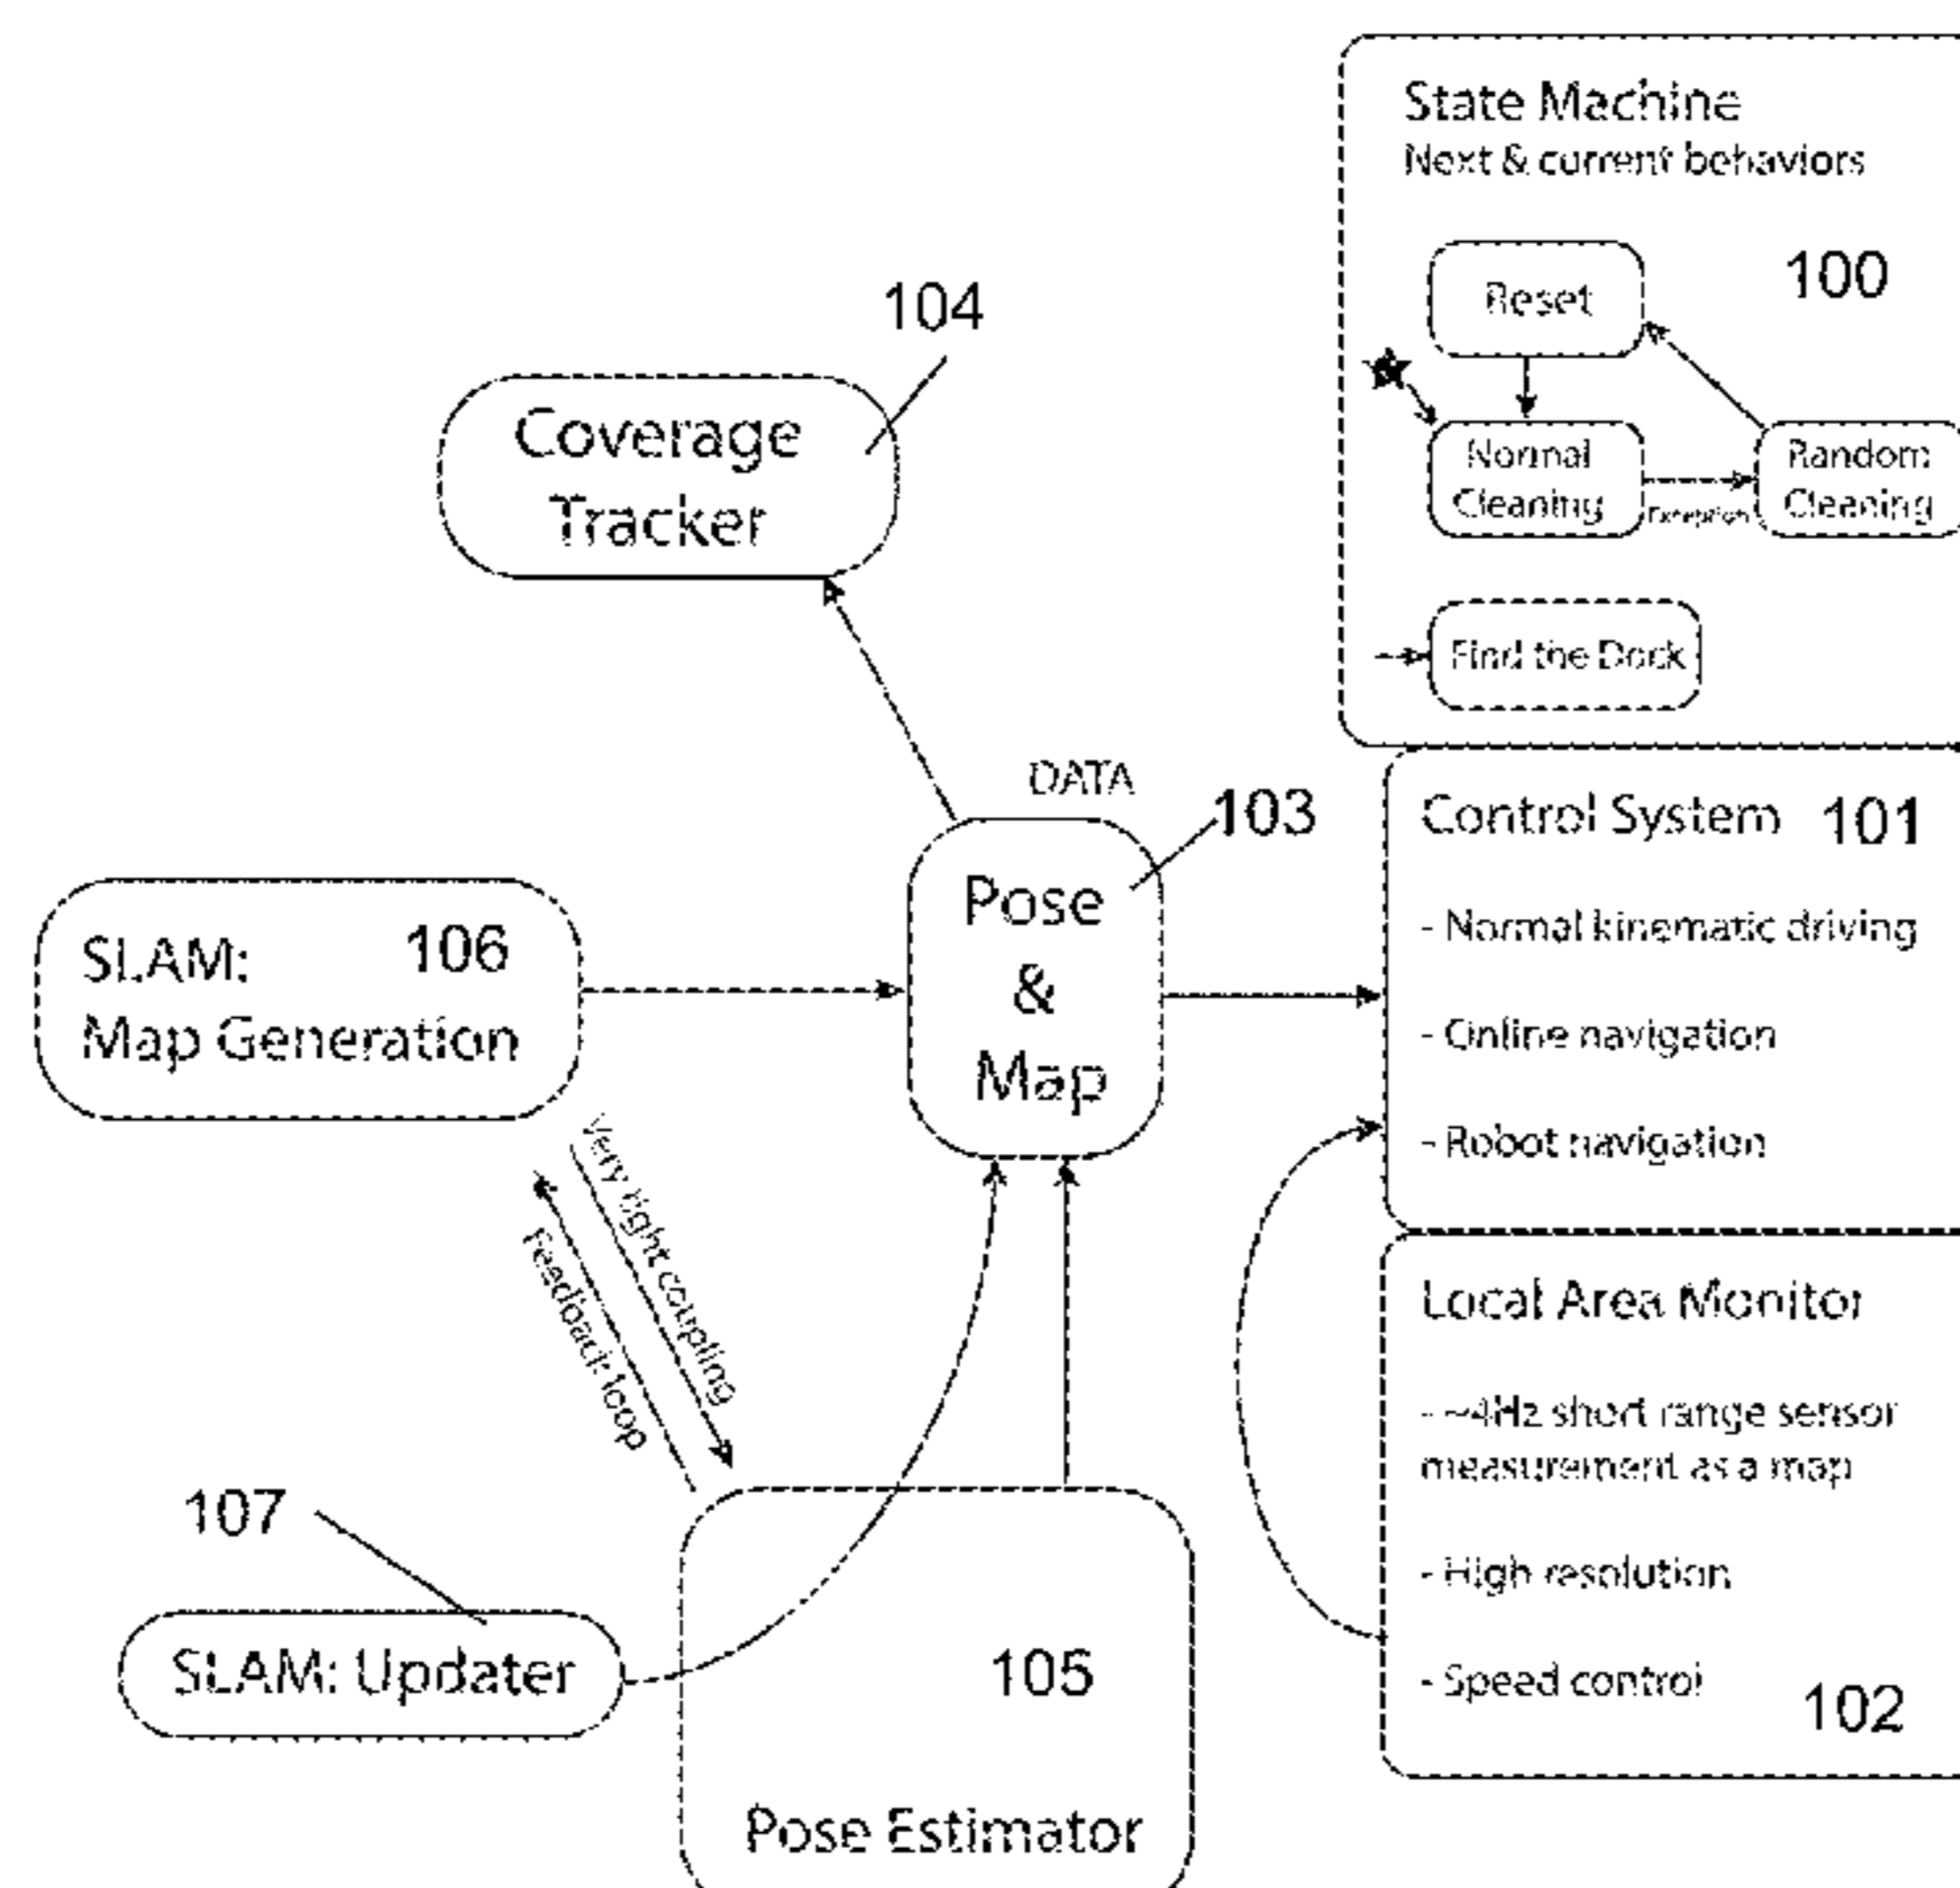 State Machine
Next & current behaviors
100
Reset
Normal
Cleaning
Exception
Random
Cleaning
Find the Dock
104
Coverage
Tracker
DATA
103
Pose
&
Map
Control System 101
- Normal kinematic driving
- Online navigation
- Robot navigation
SLAM: 106
Map Generation
Very tight coupling
Feedback loop
Local Area Monitor
- ~4Hz short range sensor
measurement as a map
- High resolution
- Speed control
102
107
SLAM: Updater
105
Pose Estimator